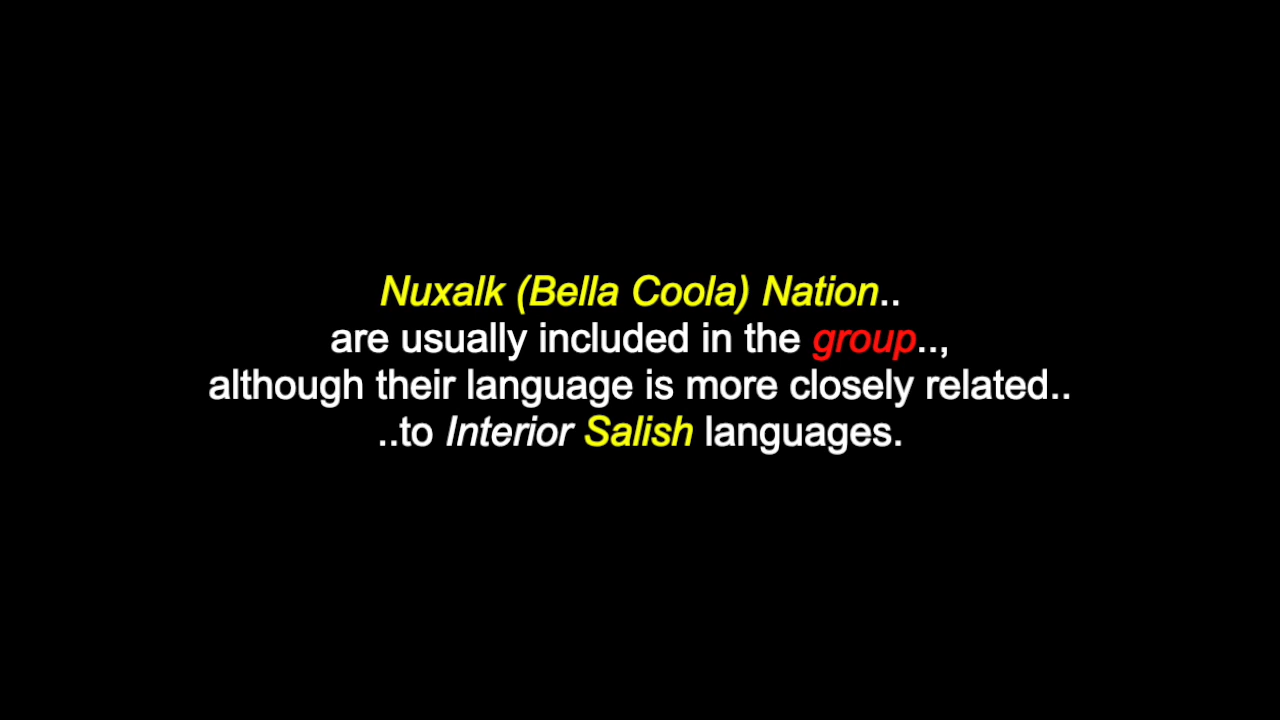 Nuxalk (Bella Coola) Nation..
are usually included in the group..,
although their language is more closely related..
..to Interior Salish languages.